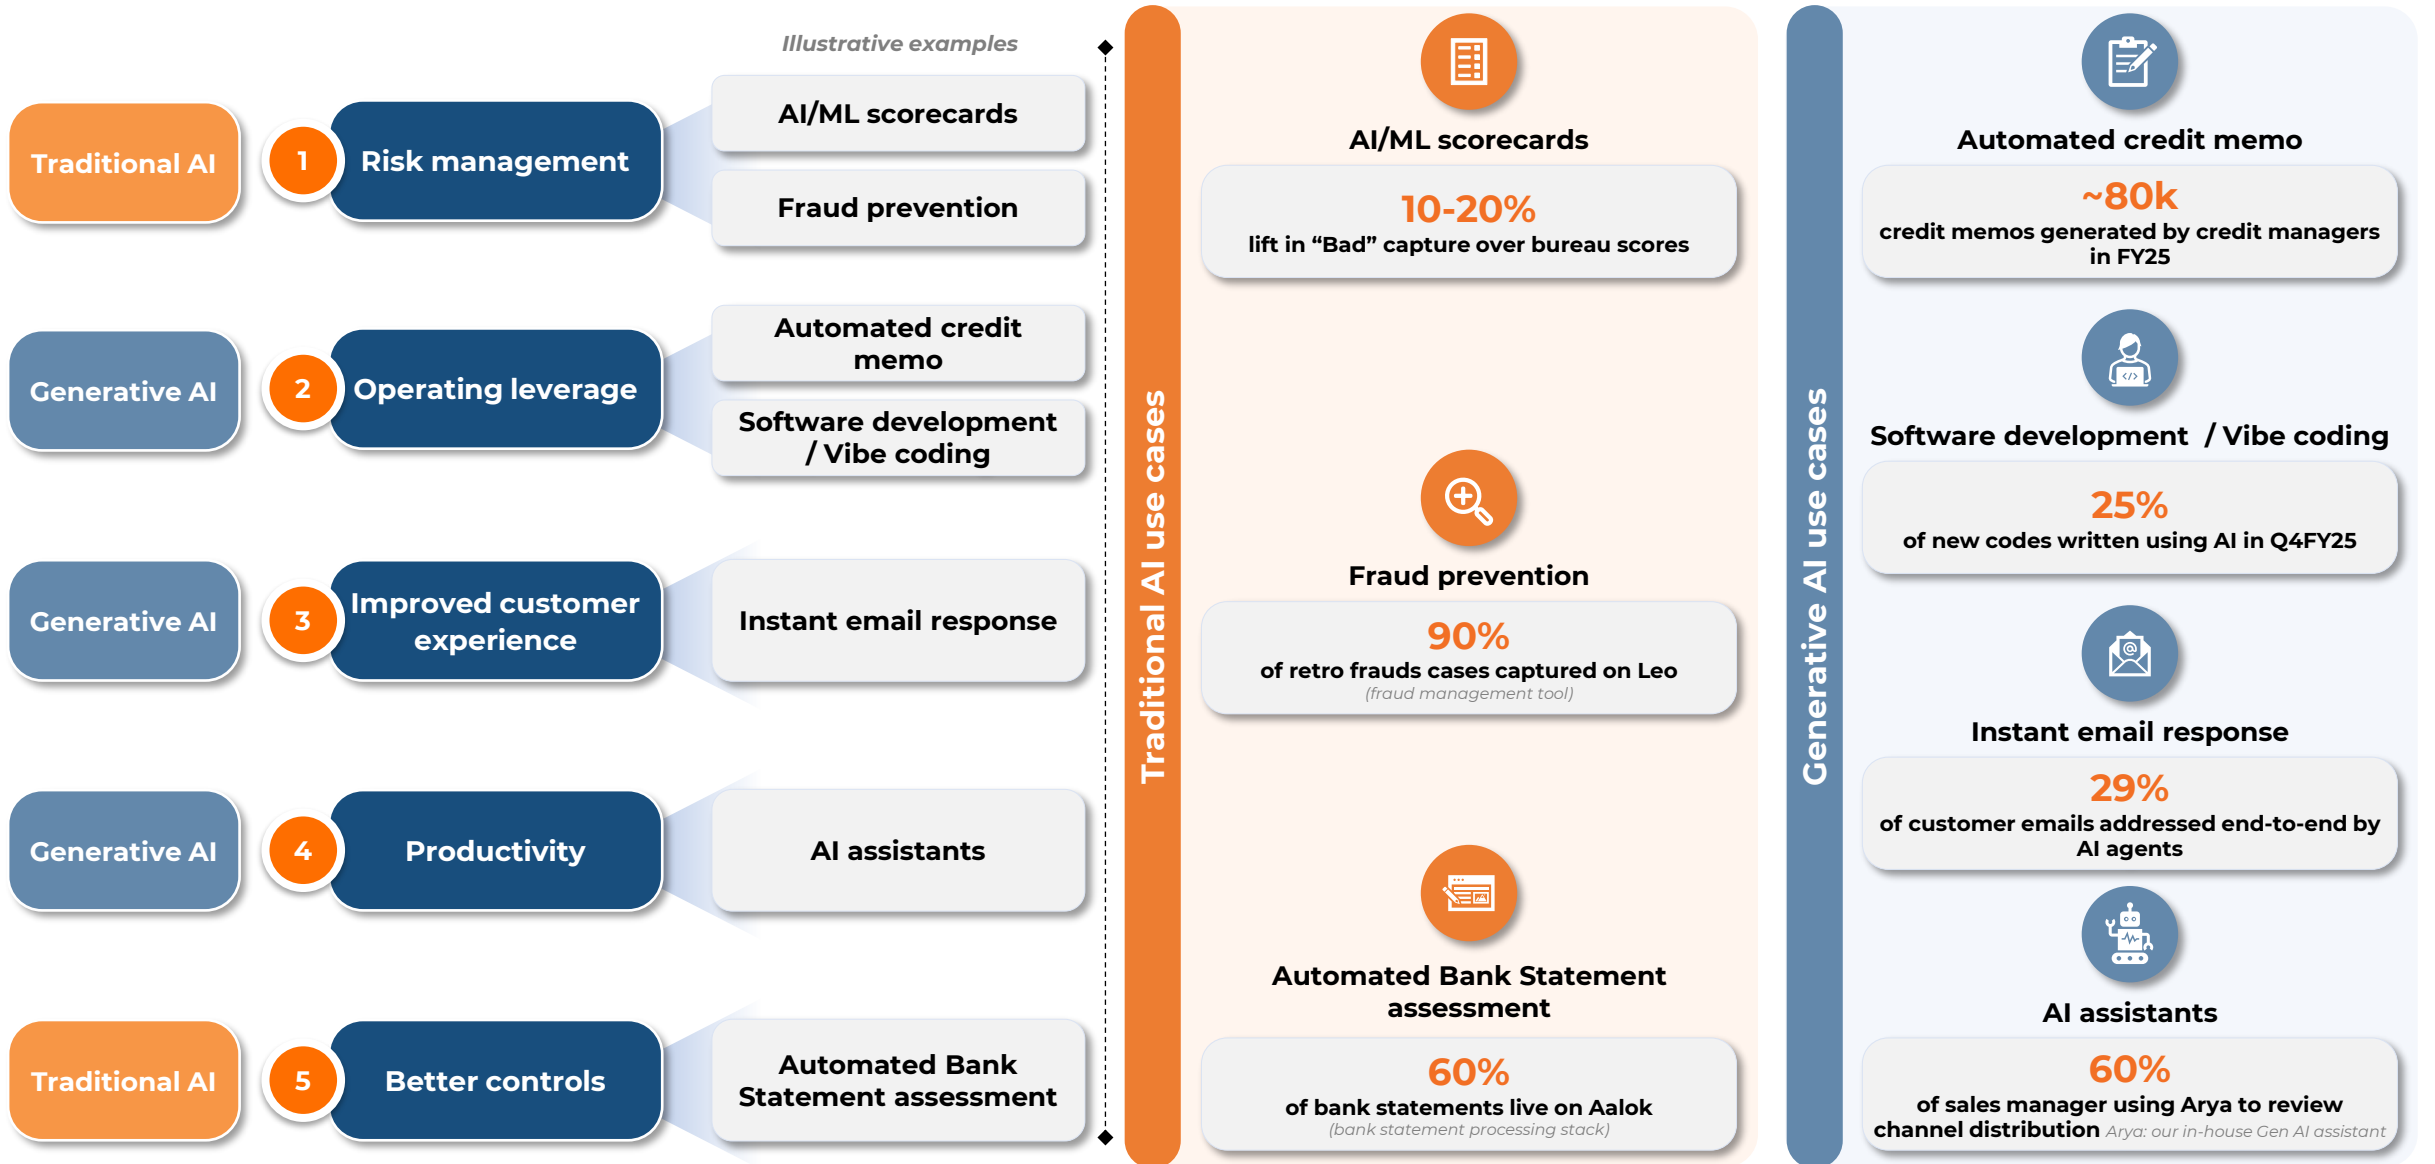 Illustrative examples
Traditional AI
1
Risk management
AI/ML scorecards
Fraud prevention
Generative AI
2
Operating leverage
Automated credit
memo
Software development
/ Vibe coding
Generative AI
3
Improved customer
experience
Instant email response
Generative AI
4
Productivity
AI assistants
Traditional AI
5
Better controls
Automated Bank
Statement assessment
Traditional AI use cases
AI/ML scorecards
10-20%
lift in “Bad” capture over bureau scores
Fraud prevention
90%
of retro frauds cases captured on Leo
(fraud management tool)
Automated Bank Statement
assessment
60%
of bank statements live on Aalok
(bank statement processing stack)
Generative AI use cases
Automated credit memo
~80k
credit memos generated by credit managers
in FY25
</>
Software development / Vibe coding
25%
of new codes written using AI in Q4FY25
@
Instant email response
29%
of customer emails addressed end-to-end by
AI agents
AI assistants
60%
of sales manager using Arya to review
channel distribution Arya: our in-house Gen AI assistant